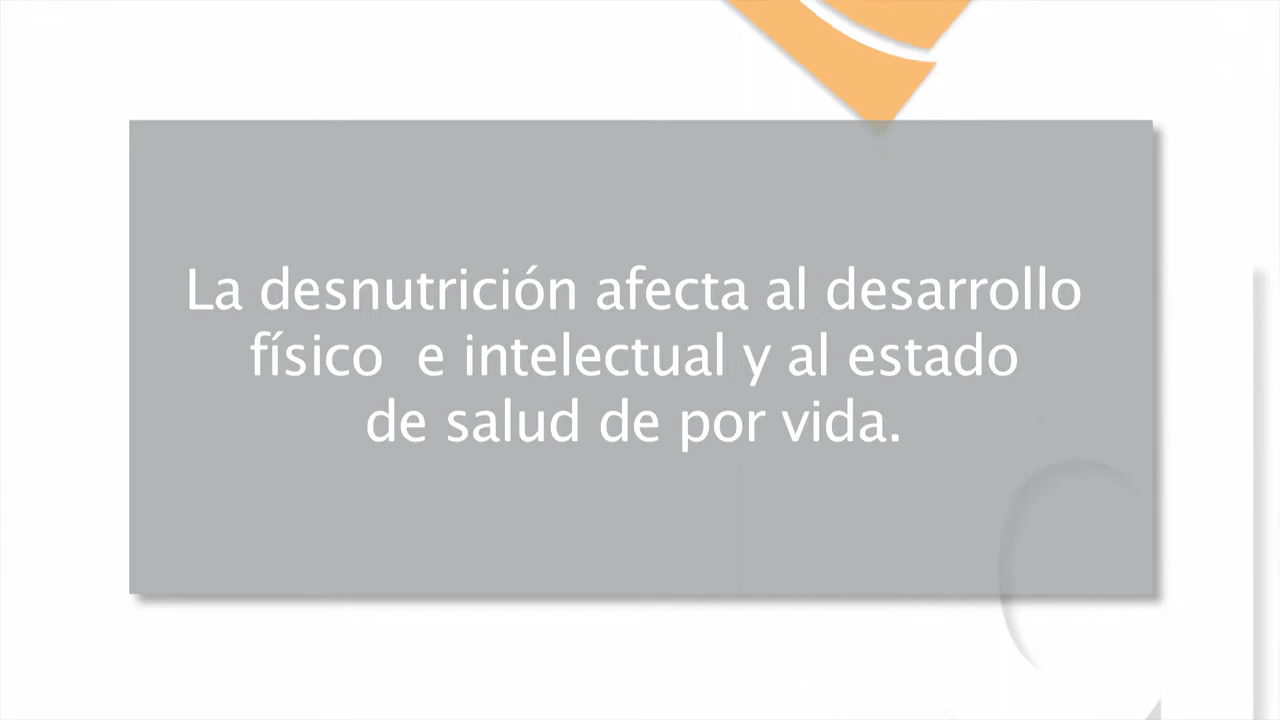 La desnutrición afecta al desarrollo
físico  e intelectual y al estado
de salud de por vida.